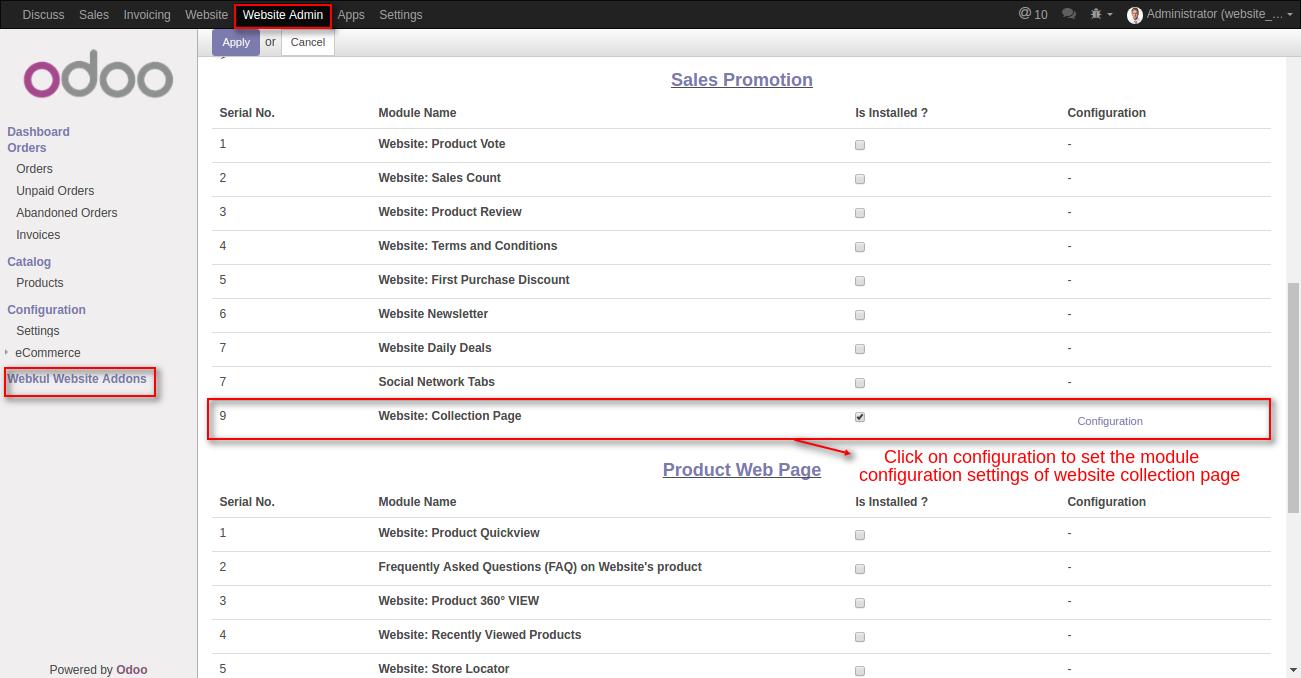 Discuss Sales Invoicing Website Website Admin Apps Settings @ 10 Administrator (website_...
Apply or Cancel
odoo
Dashboard
Orders
Orders
Unpaid Orders
Abandoned Orders
Invoices
Catalog
Products
Configuration
Settings
eCommerce
Webkul Website Addons
Powered by Odoo
Sales Promotion
Serial No. Module Name Is Installed ? Configuration
1 Website: Product Vote -
2 Website: Sales Count -
3 Website: Product Review -
4 Website: Terms and Conditions -
5 Website: First Purchase Discount -
6 Website Newsletter -
7 Website Daily Deals -
7 Social Network Tabs -
9 Website: Collection Page Configuration
Click on configuration to set the module
configuration settings of website collection page
Product Web Page
Serial No. Module Name Is Installed ? Configuration
1 Website: Product Quickview -
2 Frequently Asked Questions (FAQ) on Website's product -
3 Website: Product 360° VIEW -
4 Website: Recently Viewed Products -
5 Website: Store Locator -